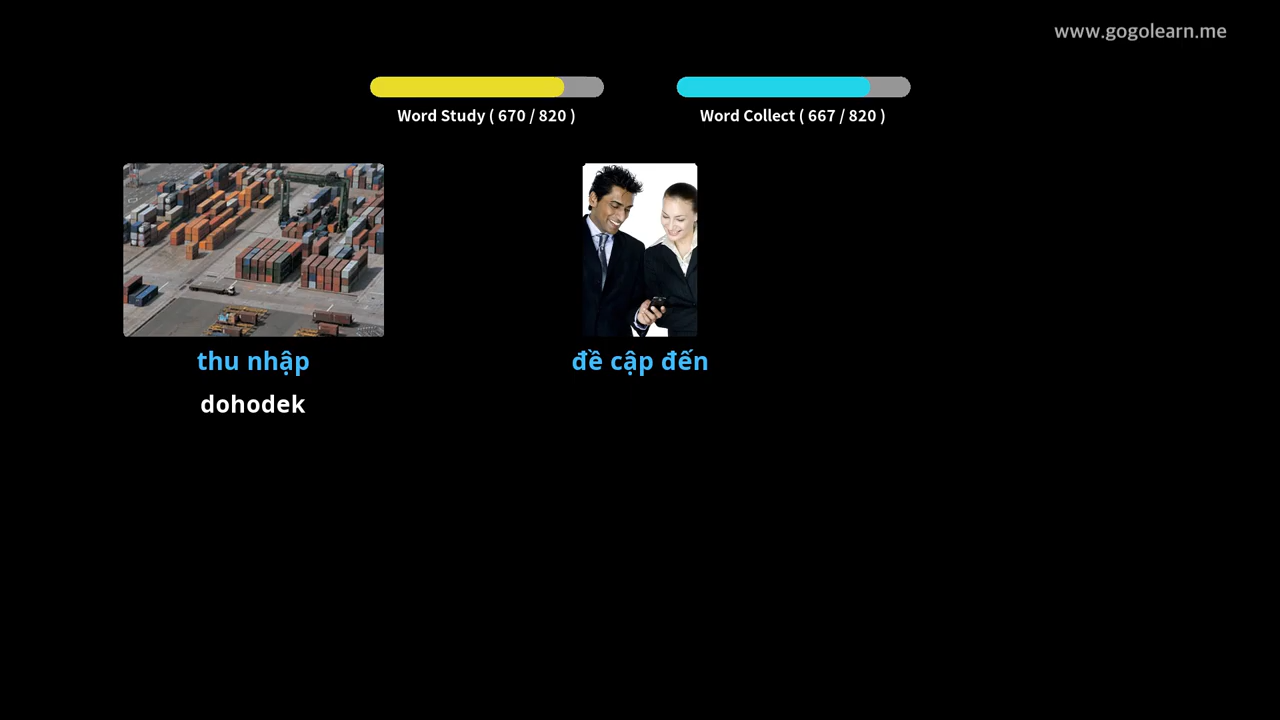 www.gogolearn.me
Word Study ( 670 / 820 )
Word Collect ( 667 / 820 )
thu nhập
đề cập đến
dohodek